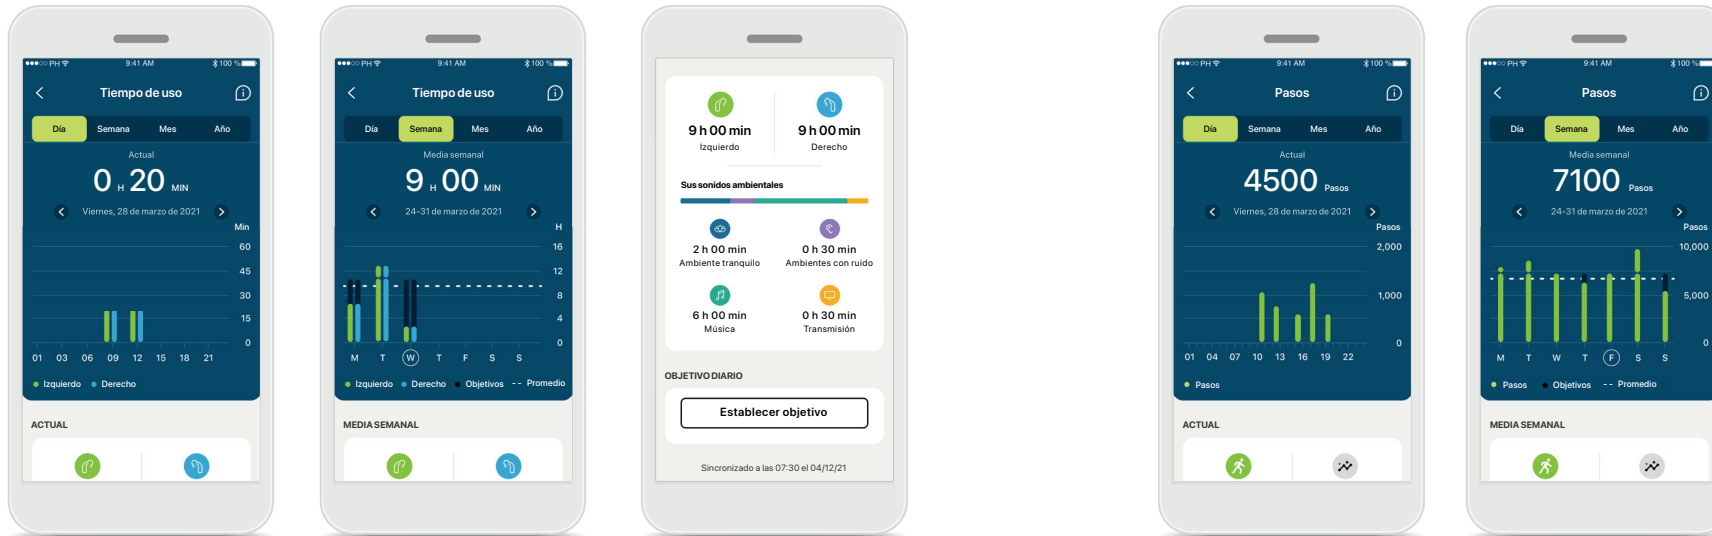 PH 9:41 AM 100 %
Tiempo de uso
Día Semana Mes Año
Actual
0 H 20 MIN
Viernes, 28 de marzo de 2021
Min
60
45
30
15
0
01 03 06 09 12 15 18 21
Izquierdo Derecho
ACTUAL
PH 9:41 AM 100 %
Tiempo de uso
Día Semana Mes Año
Media semanal
9 H 00 MIN
24-31 de marzo de 2021
H
16
12
8
4
0
M T W T F S S
Izquierdo Derecho Objetivos -- Promedio
MEDIA SEMANAL
9 h 00 min 9 h 00 min
Izquierdo Derecho
Sus sonidos ambientales
2 h 00 min 0 h 30 min
Ambiente tranquilo Ambientes con ruido
6 h 00 min 0 h 30 min
Música Transmisión
OBJETIVO DIARIO
Establecer objetivo
Sincronizado a las 07:30 el 04/12/21
PH 9:41 AM 100 %
Pasos
Día Semana Mes Año
Actual
4500 Pasos
Viernes, 28 de marzo de 2021
Pasos
2,000
1,000
0
01 04 07 10 13 16 19 22
Pasos
ACTUAL
PH 9:41 AM 100 %
Pasos
Día Semana Mes Año
Media semanal
7100 Pasos
24-31 de marzo de 2021
Pasos
10,000
5,000
0
M T W T F S S
Pasos Objetivos -- Promedio
MEDIA SEMANAL